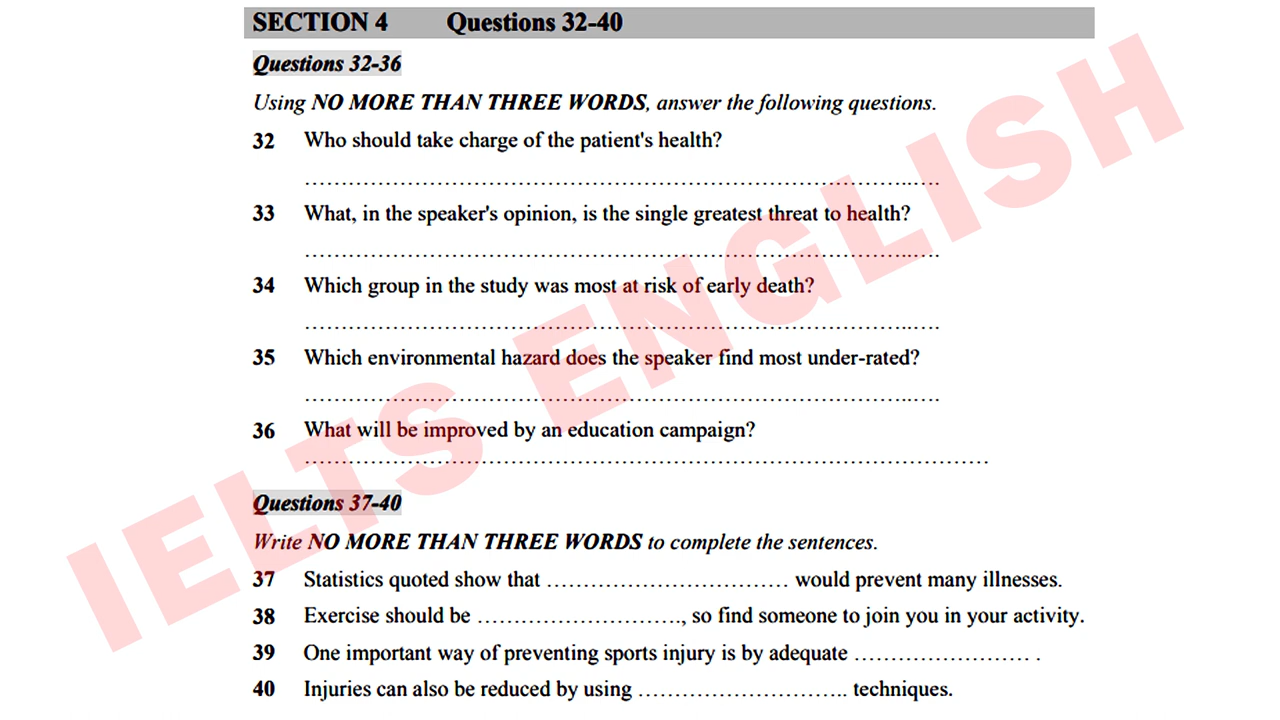 SECTION 4 Questions 32-40
Questions 32-36
Using NO MORE THAN THREE WORDS, answer the following questions.
32 Who should take charge of the patient's health?
................................................................................
33 What, in the speaker's opinion, is the single greatest threat to health?
................................................................................
34 Which group in the study was most at risk of early death?
................................................................................
35 Which environmental hazard does the speaker find most under-rated?
................................................................................
36 What will be improved by an education campaign?
................................................................................
Questions 37-40
Write NO MORE THAN THREE WORDS to complete the sentences.
37 Statistics quoted show that .............................. would prevent many illnesses.
38 Exercise should be .........................., so find someone to join you in your activity.
39 One important way of preventing sports injury is by adequate ........................ .
40 Injuries can also be reduced by using .......................... techniques.
IELTS ENGLISH